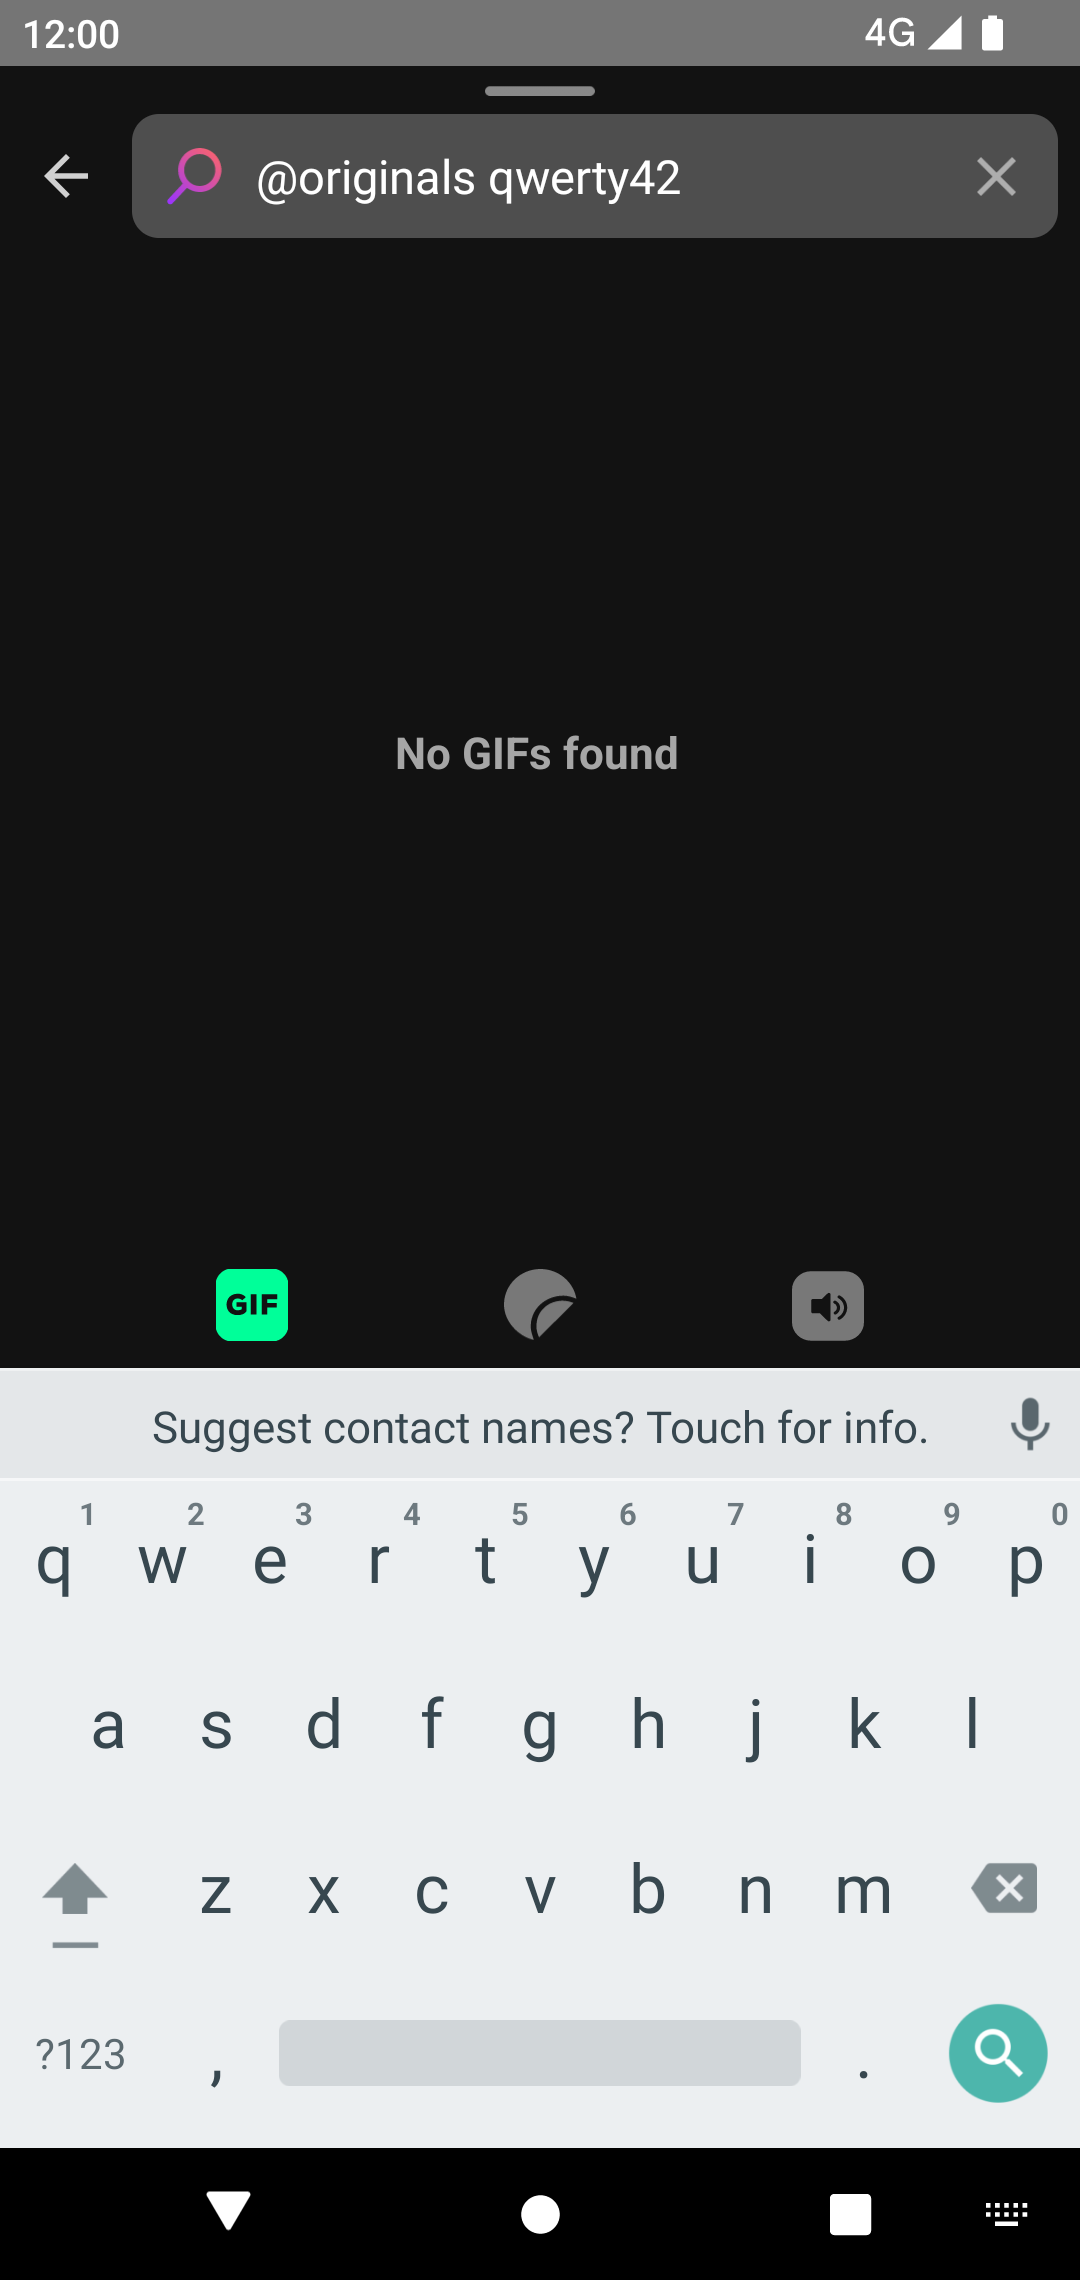 12:00
4G
@originals qwerty42
No GIFs found
GIF
Suggest contact names? Touch for info.
1 2 3 4 5 6 7 8 9 0
q w e r t y u i o p
a s d f g h j k l
z x c v b n m
?123 , .